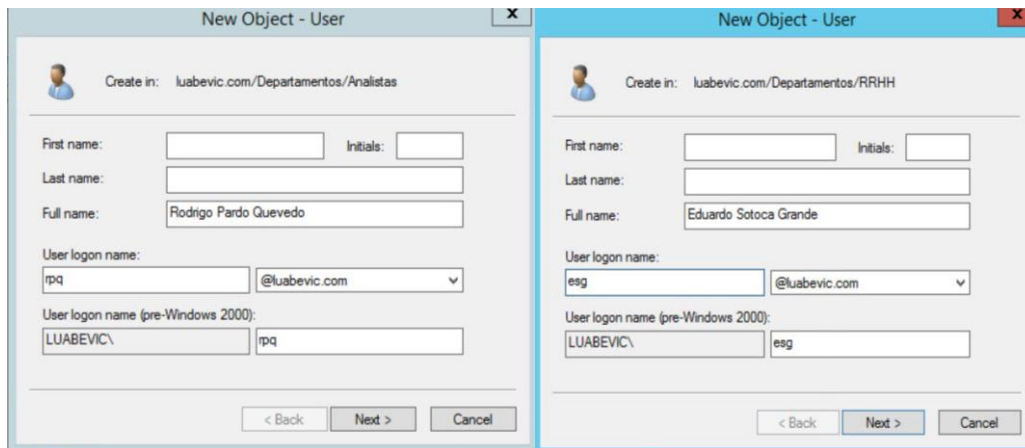 New Object - User
x
Create in: luabevic.com/Departamentos/Analistas
First name:
Initials:
Last name:
Full name: Rodrigo Pardo Quevedo
User logon name:
rpq @luabevic.com
User logon name (pre-Windows 2000):
LUABEVIC\ rpq
< Back Next > Cancel
New Object - User
x
Create in: luabevic.com/Departamentos/RRHH
First name:
Initials:
Last name:
Full name: Eduardo Sotoca Grande
User logon name:
esg @luabevic.com
User logon name (pre-Windows 2000):
LUABEVIC\ esg
< Back Next > Cancel